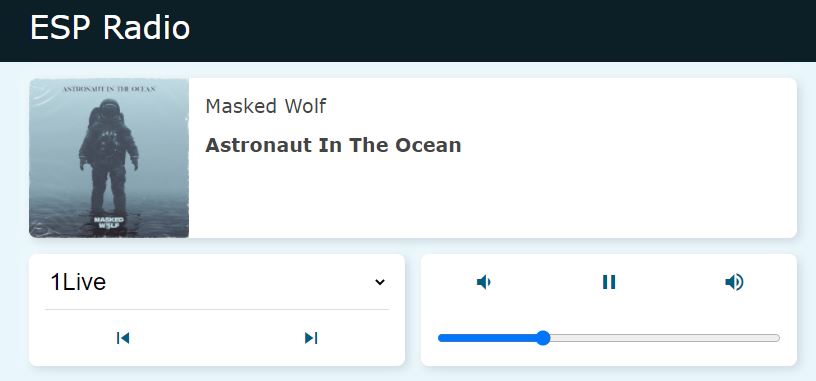 ESP Radio
ASTRONAUT IN THE OCEAN
MASKED
WOLF
Masked Wolf
Astronaut In The Ocean
1Live